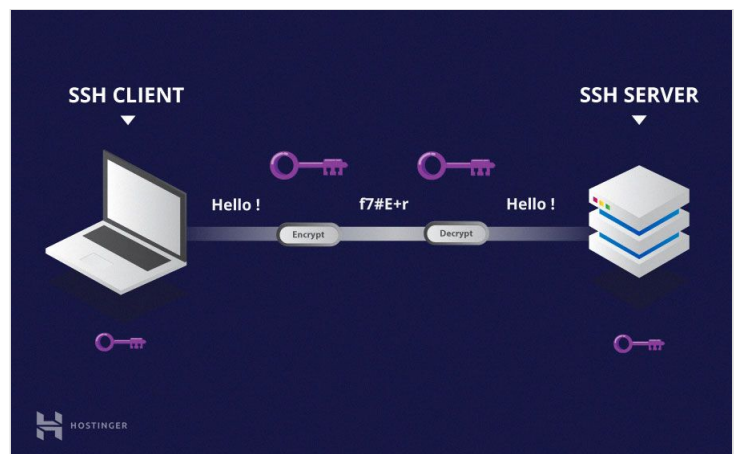 SSH CLIENT
SSH SERVER
Hello !
f7#E+r
Hello !
Encrypt
Decrypt
HOSTINGER